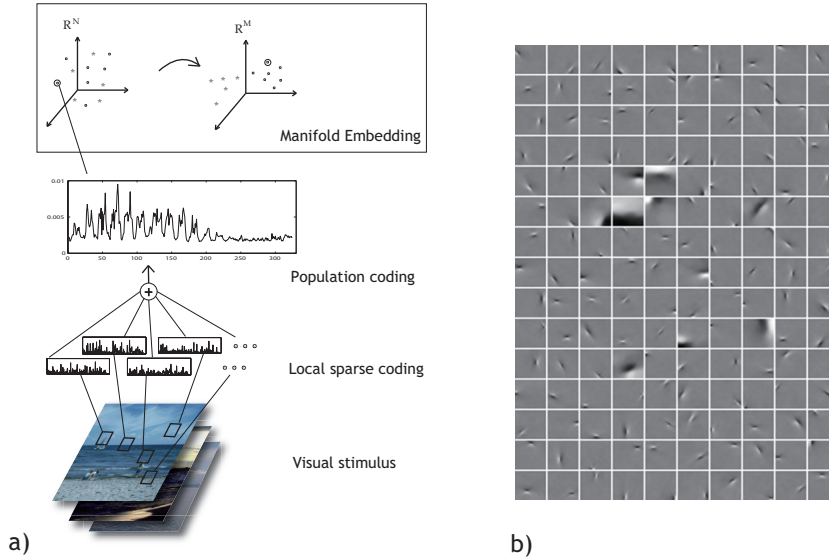 R^N
R^M
Manifold Embedding
0.01
0.005
0
0 50 100 150 200 250 300
Population coding
+
Local sparse coding
Visual stimulus
a)
b)